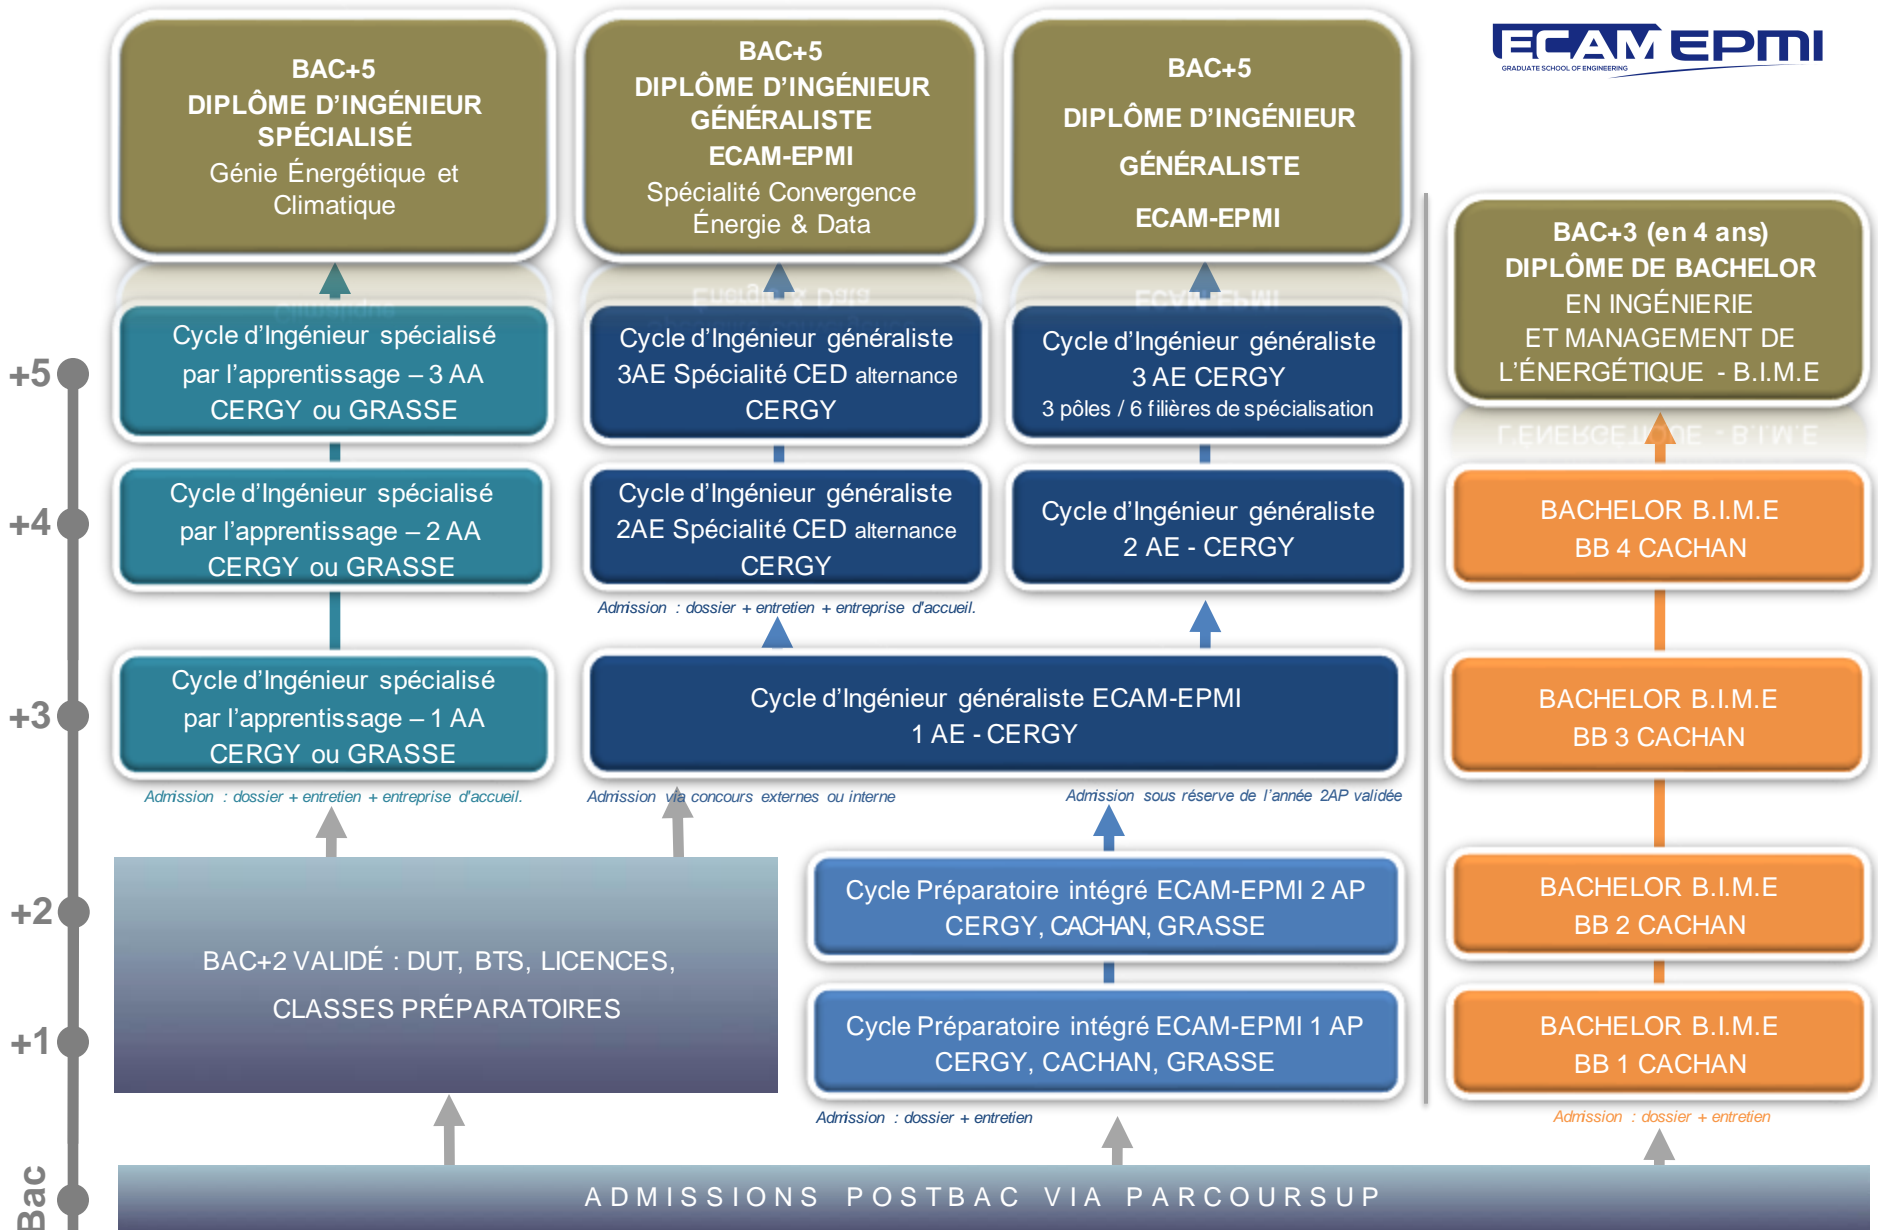 ECAM EPMI
GRADUATE SCHOOL OF ENGINEERING
BAC+5
DIPLÔME D’INGÉNIEUR
SPÉCIALISÉ
Génie Énergétique et
Climatique
BAC+5
DIPLÔME D’INGÉNIEUR
GÉNÉRALISTE
ECAM-EPMI
Spécialité Convergence
Énergie & Data
BAC+5
DIPLÔME D’INGÉNIEUR
GÉNÉRALISTE
ECAM-EPMI
BAC+3 (en 4 ans)
DIPLÔME DE BACHELOR
EN INGÉNIERIE
ET MANAGEMENT DE
L’ÉNERGÉTIQUE - B.I.M.E
+5
Cycle d’Ingénieur spécialisé
par l’apprentissage – 3 AA
CERGY ou GRASSE
Cycle d’Ingénieur généraliste
3AE Spécialité CED alternance
CERGY
Cycle d’Ingénieur généraliste
3 AE CERGY
3 pôles / 6 filières de spécialisation
+4
Cycle d’Ingénieur spécialisé
par l’apprentissage – 2 AA
CERGY ou GRASSE
Cycle d’Ingénieur généraliste
2AE Spécialité CED alternance
CERGY
Admission : dossier + entretien + entreprise d'accueil.
Cycle d’Ingénieur généraliste
2 AE - CERGY
BACHELOR B.I.M.E
BB 4 CACHAN
+3
Cycle d’Ingénieur spécialisé
par l’apprentissage – 1 AA
CERGY ou GRASSE
Admission : dossier + entretien + entreprise d'accueil.
Cycle d’Ingénieur généraliste ECAM-EPMI
1 AE - CERGY
Admission via concours externes ou interne
Admission sous réserve de l’année 2AP validée
BACHELOR B.I.M.E
BB 3 CACHAN
+2
BAC+2 VALIDÉ : DUT, BTS, LICENCES,
CLASSES PRÉPARATOIRES
Cycle Préparatoire intégré ECAM-EPMI 2 AP
CERGY, CACHAN, GRASSE
BACHELOR B.I.M.E
BB 2 CACHAN
+1
Cycle Préparatoire intégré ECAM-EPMI 1 AP
CERGY, CACHAN, GRASSE
Admission : dossier + entretien
BACHELOR B.I.M.E
BB 1 CACHAN
Admission : dossier + entretien
Bac
ADMISSIONS POSTBAC VIA PARCOURSUP